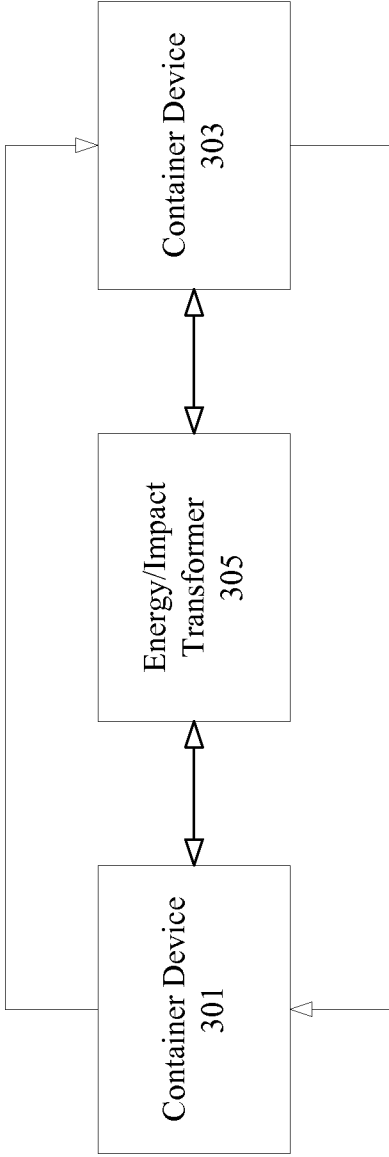 Container Device
301
Energy/Impact
Transformer
305
Container Device
303